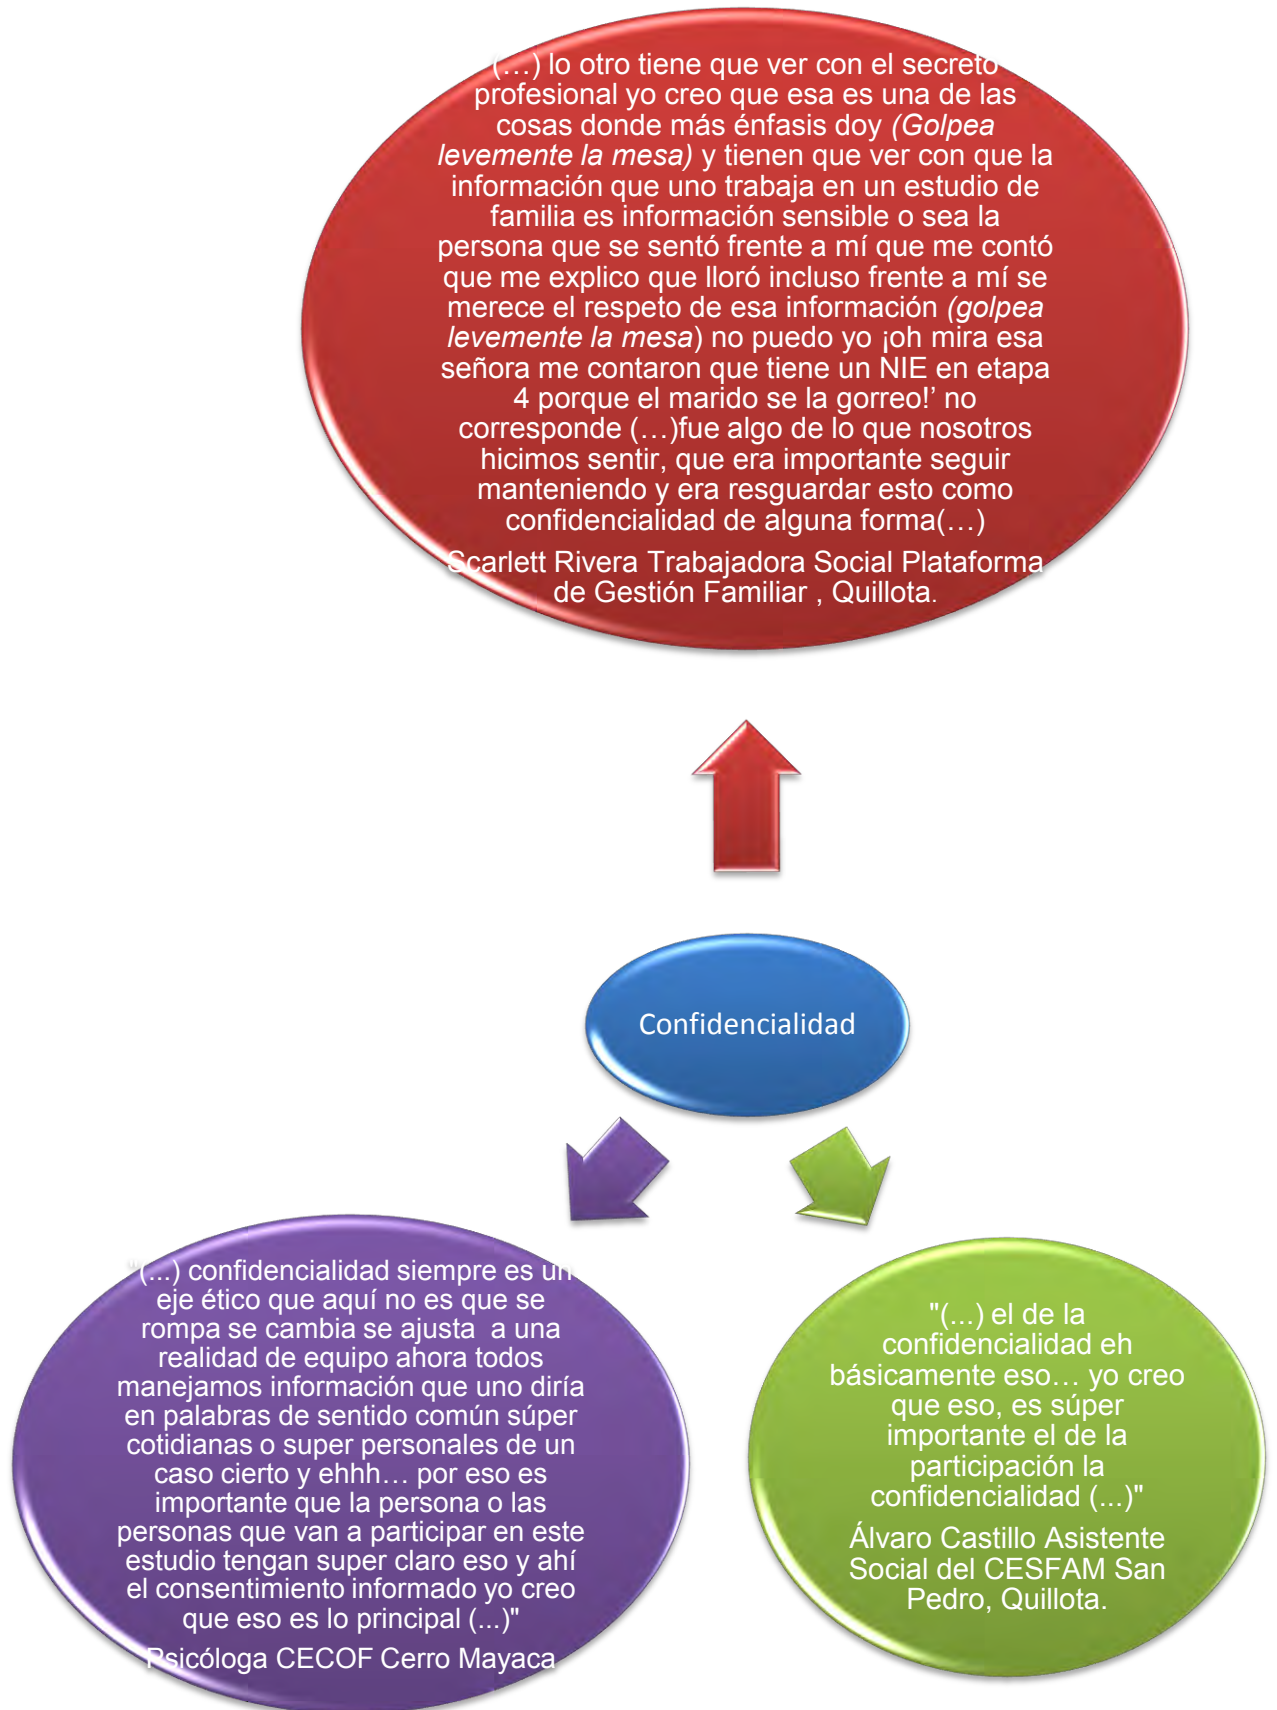 (…) lo otro tiene que ver con el secreto
profesional yo creo que esa es una de las
cosas donde más énfasis doy (Golpea
levemente la mesa) y tienen que ver con que la
información que uno trabaja en un estudio de
familia es información sensible o sea la
persona que se sentó frente a mí que me contó
que me explico que lloró incluso frente a mí se
merece el respeto de esa información (golpea
levemente la mesa) no puedo yo ¡oh mira esa
señora me contaron que tiene un NIE en etapa
4 porque el marido se la gorreo!’ no
corresponde (…)fue algo de lo que nosotros
hicimos sentir, que era importante seguir
manteniendo y era resguardar esto como
confidencialidad de alguna forma(…)
Scarlett Rivera Trabajadora Social Plataforma
de Gestión Familiar , Quillota.
Confidencialidad
"(...) confidencialidad siempre es un
eje ético que aquí no es que se
rompa se cambia se ajusta  a una
realidad de equipo ahora todos
manejamos información que uno diría
en palabras de sentido común súper
cotidianas o super personales de un
caso cierto y ehhh… por eso es
importante que la persona o las
personas que van a participar en este
estudio tengan super claro eso y ahí
el consentimiento informado yo creo
que eso es lo principal (...)"
Psicóloga CECOF Cerro Mayaca
"(...) el de la
confidencialidad eh
básicamente eso… yo creo
que eso, es súper
importante el de la
participación la
confidencialidad (...)"
Álvaro Castillo Asistente
Social del CESFAM San
Pedro, Quillota.